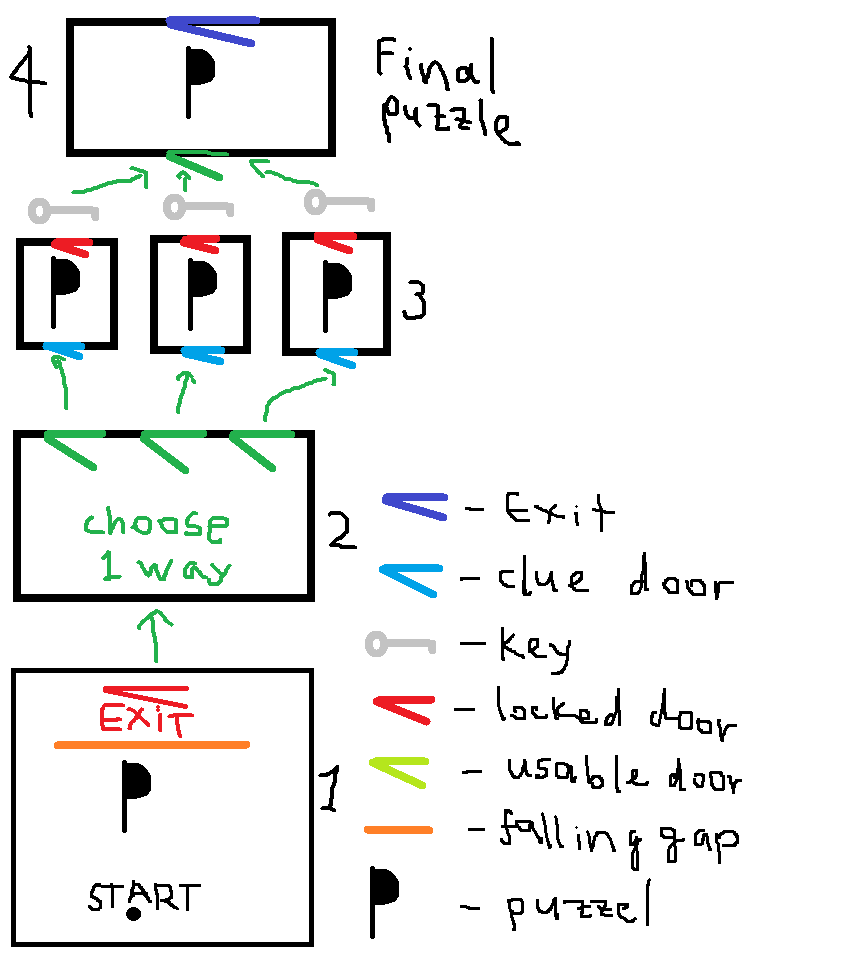 4
Final
puzzle
3
choose
1 way
2
EXIT
1
START
- Exit
- clue door
- key
- locked door
- usable door
- falling gap
- puzzel